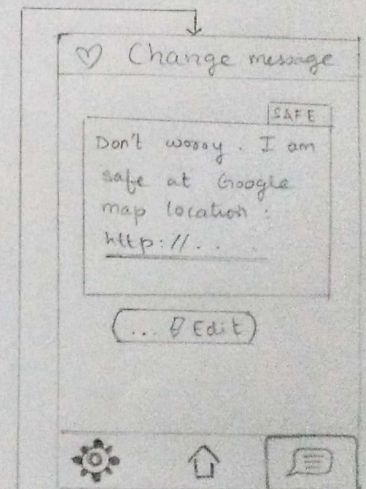 Change message
SAFE
Don't worry. I am
safe at Google
map location :
http://...
... Edit